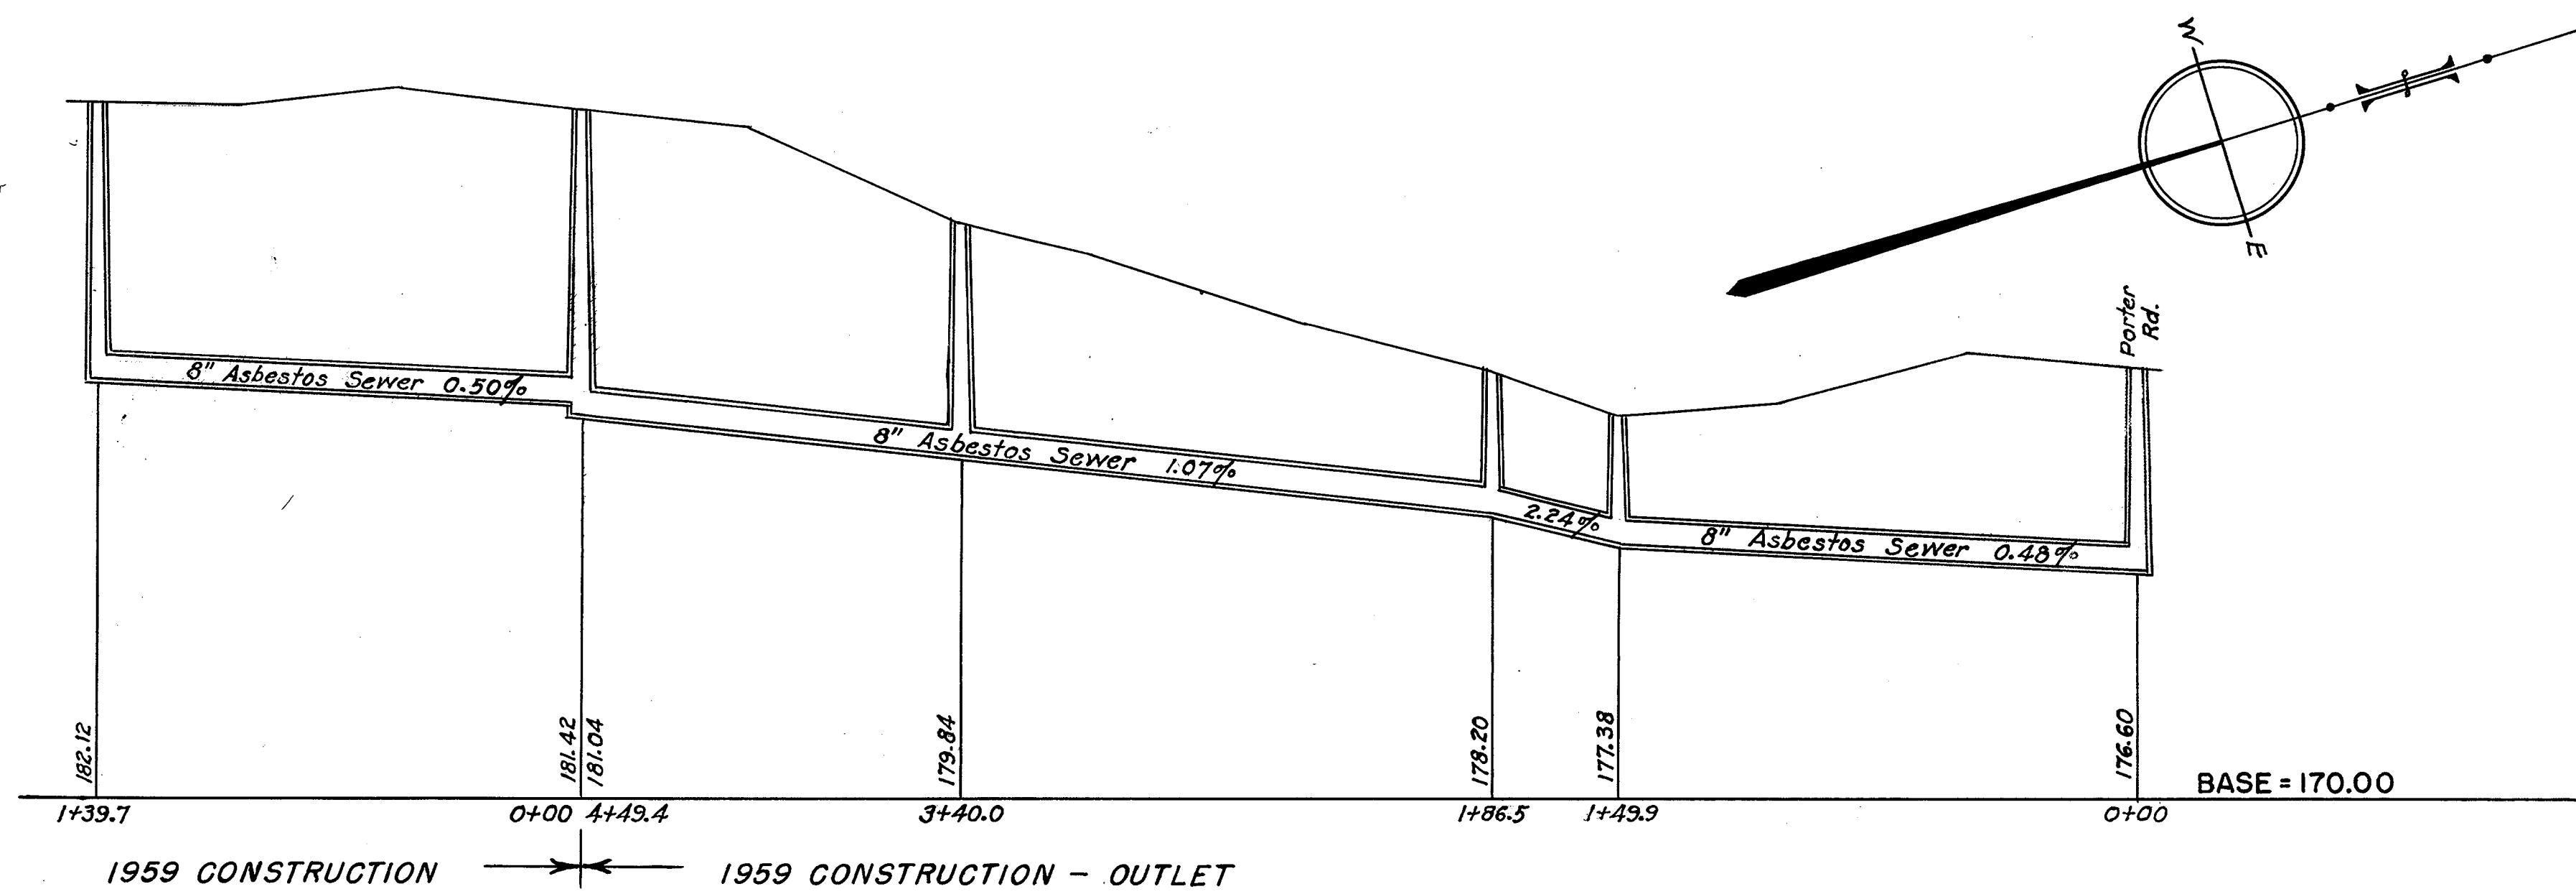 W
E
Porter
Rd.
8" Asbestos Sewer 0.50%
8" Asbestos Sewer 1.07%
2.24%
8" Asbestos Sewer 0.48%
182.12
181.42
181.04
179.84
178.20
177.38
176.60
BASE = 170.00
1+39.7
0+00 4+49.4
3+40.0
1+86.5
1+49.9
0+00
1959 CONSTRUCTION
1959 CONSTRUCTION - OUTLET